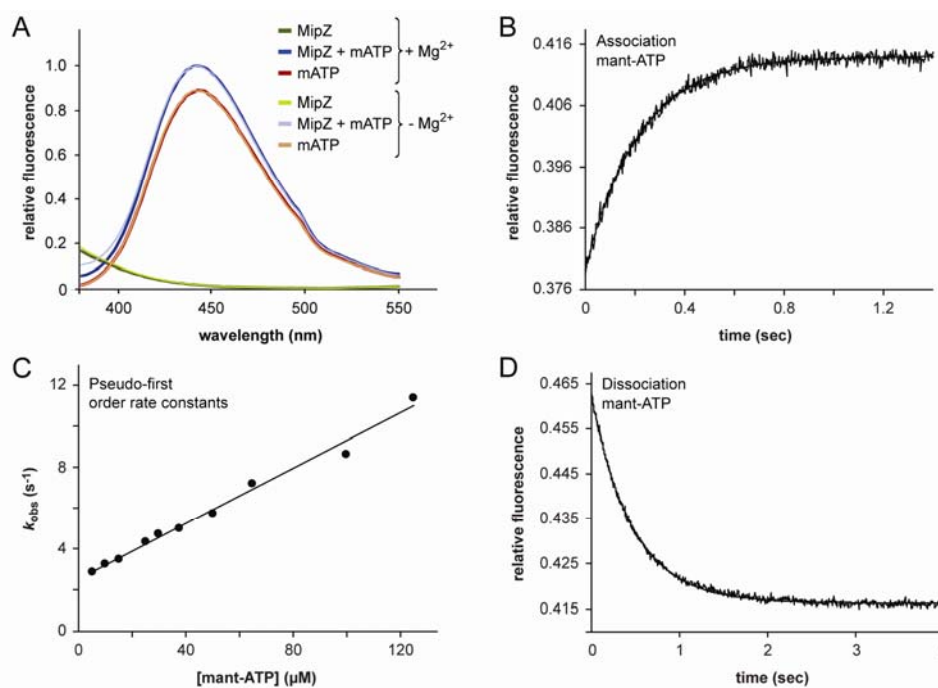 A
MipZ
MipZ + mATP
mATP
+ Mg2+
MipZ
MipZ + mATP
mATP
- Mg2+
relative fluorescence
1.0
0.8
0.6
0.4
0.2
0
400
450
500
550
wavelength (nm)
B
Association
mant-ATP
relative fluorescence
0.416
0.406
0.396
0.386
0.376
0
0.4
0.8
1.2
time (sec)
C
Pseudo-first
order rate constants
kobs (s-1)
12
8
4
0
0
40
80
120
[mant-ATP] (µM)
D
Dissociation
mant-ATP
relative fluorescence
0.465
0.455
0.445
0.435
0.425
0.415
0
1
2
3
time (sec)